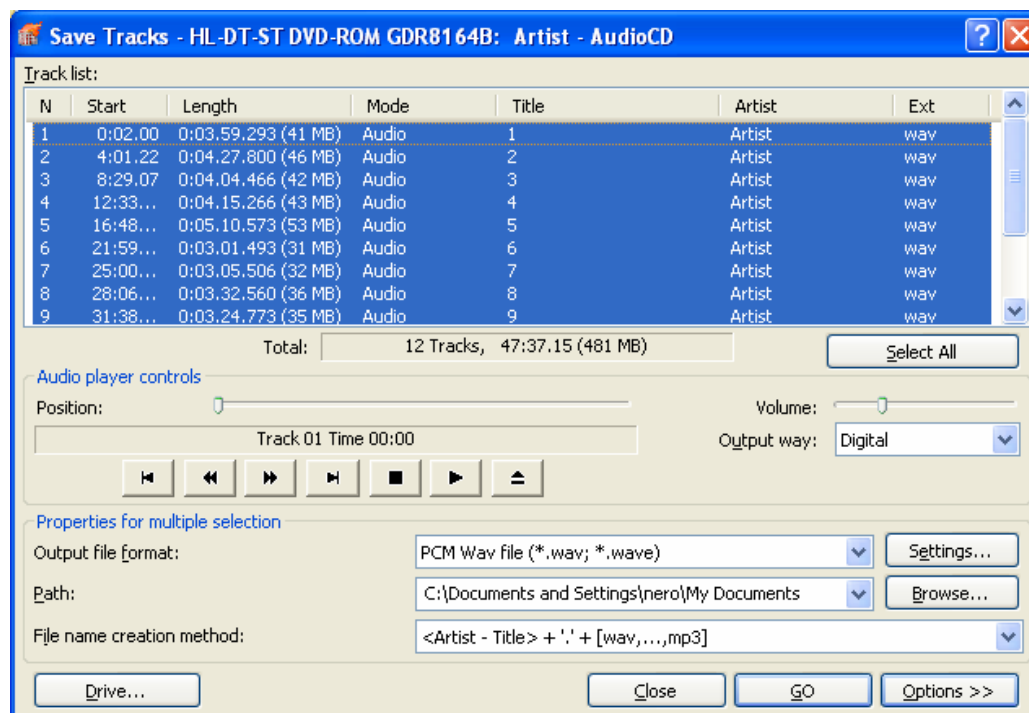 Save Tracks - HL-DT-ST DVD-ROM GDR8164B: Artist - AudioCD
Track list:
N Start Length Mode Title Artist Ext
1 0:02.00 0:03.59.293 (41 MB) Audio 1 Artist wav
2 4:01.22 0:04.27.800 (46 MB) Audio 2 Artist wav
3 8:29.07 0:04.04.466 (42 MB) Audio 3 Artist wav
4 12:33... 0:04.15.266 (43 MB) Audio 4 Artist wav
5 16:48... 0:05.10.573 (53 MB) Audio 5 Artist wav
6 21:59... 0:03.01.493 (31 MB) Audio 6 Artist wav
7 25:00... 0:03.05.506 (32 MB) Audio 7 Artist wav
8 28:06... 0:03.32.560 (36 MB) Audio 8 Artist wav
9 31:38... 0:03.24.773 (35 MB) Audio 9 Artist wav
Total: 12 Tracks, 47:37.15 (481 MB) Select All
Audio player controls
Position: Volume:
Track 01 Time 00:00 Output way: Digital
Properties for multiple selection
Output file format: PCM Wav file (*.wav; *.wave) Settings...
Path: C:\Documents and Settings\nero\My Documents Browse...
File name creation method: <Artist - Title> + '.' + [wav,...,mp3]
Drive... Close GO Options >>